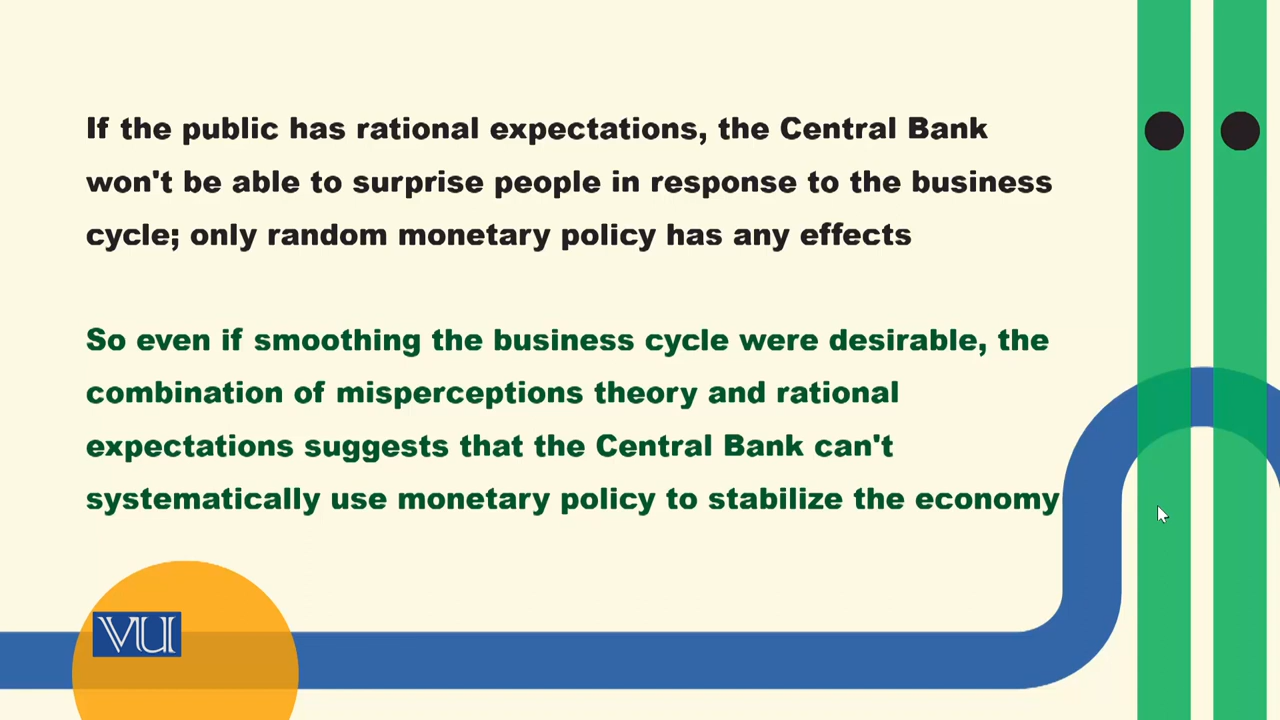 If the public has rational expectations, the Central Bank
won't be able to surprise people in response to the business
cycle; only random monetary policy has any effects
So even if smoothing the business cycle were desirable, the
combination of misperceptions theory and rational
expectations suggests that the Central Bank can't
systematically use monetary policy to stabilize the economy
VU